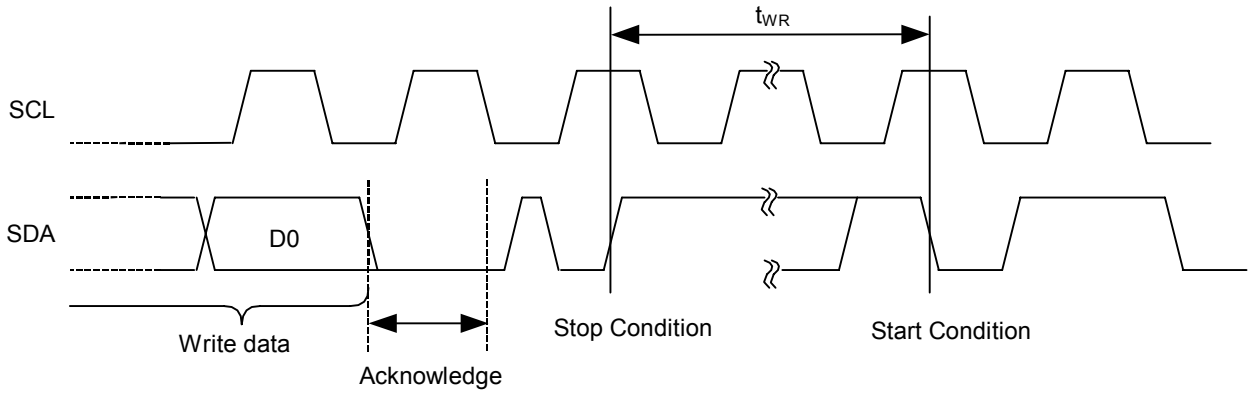 tWR
SCL
SDA
D0
Write data
Acknowledge
Stop Condition
Start Condition